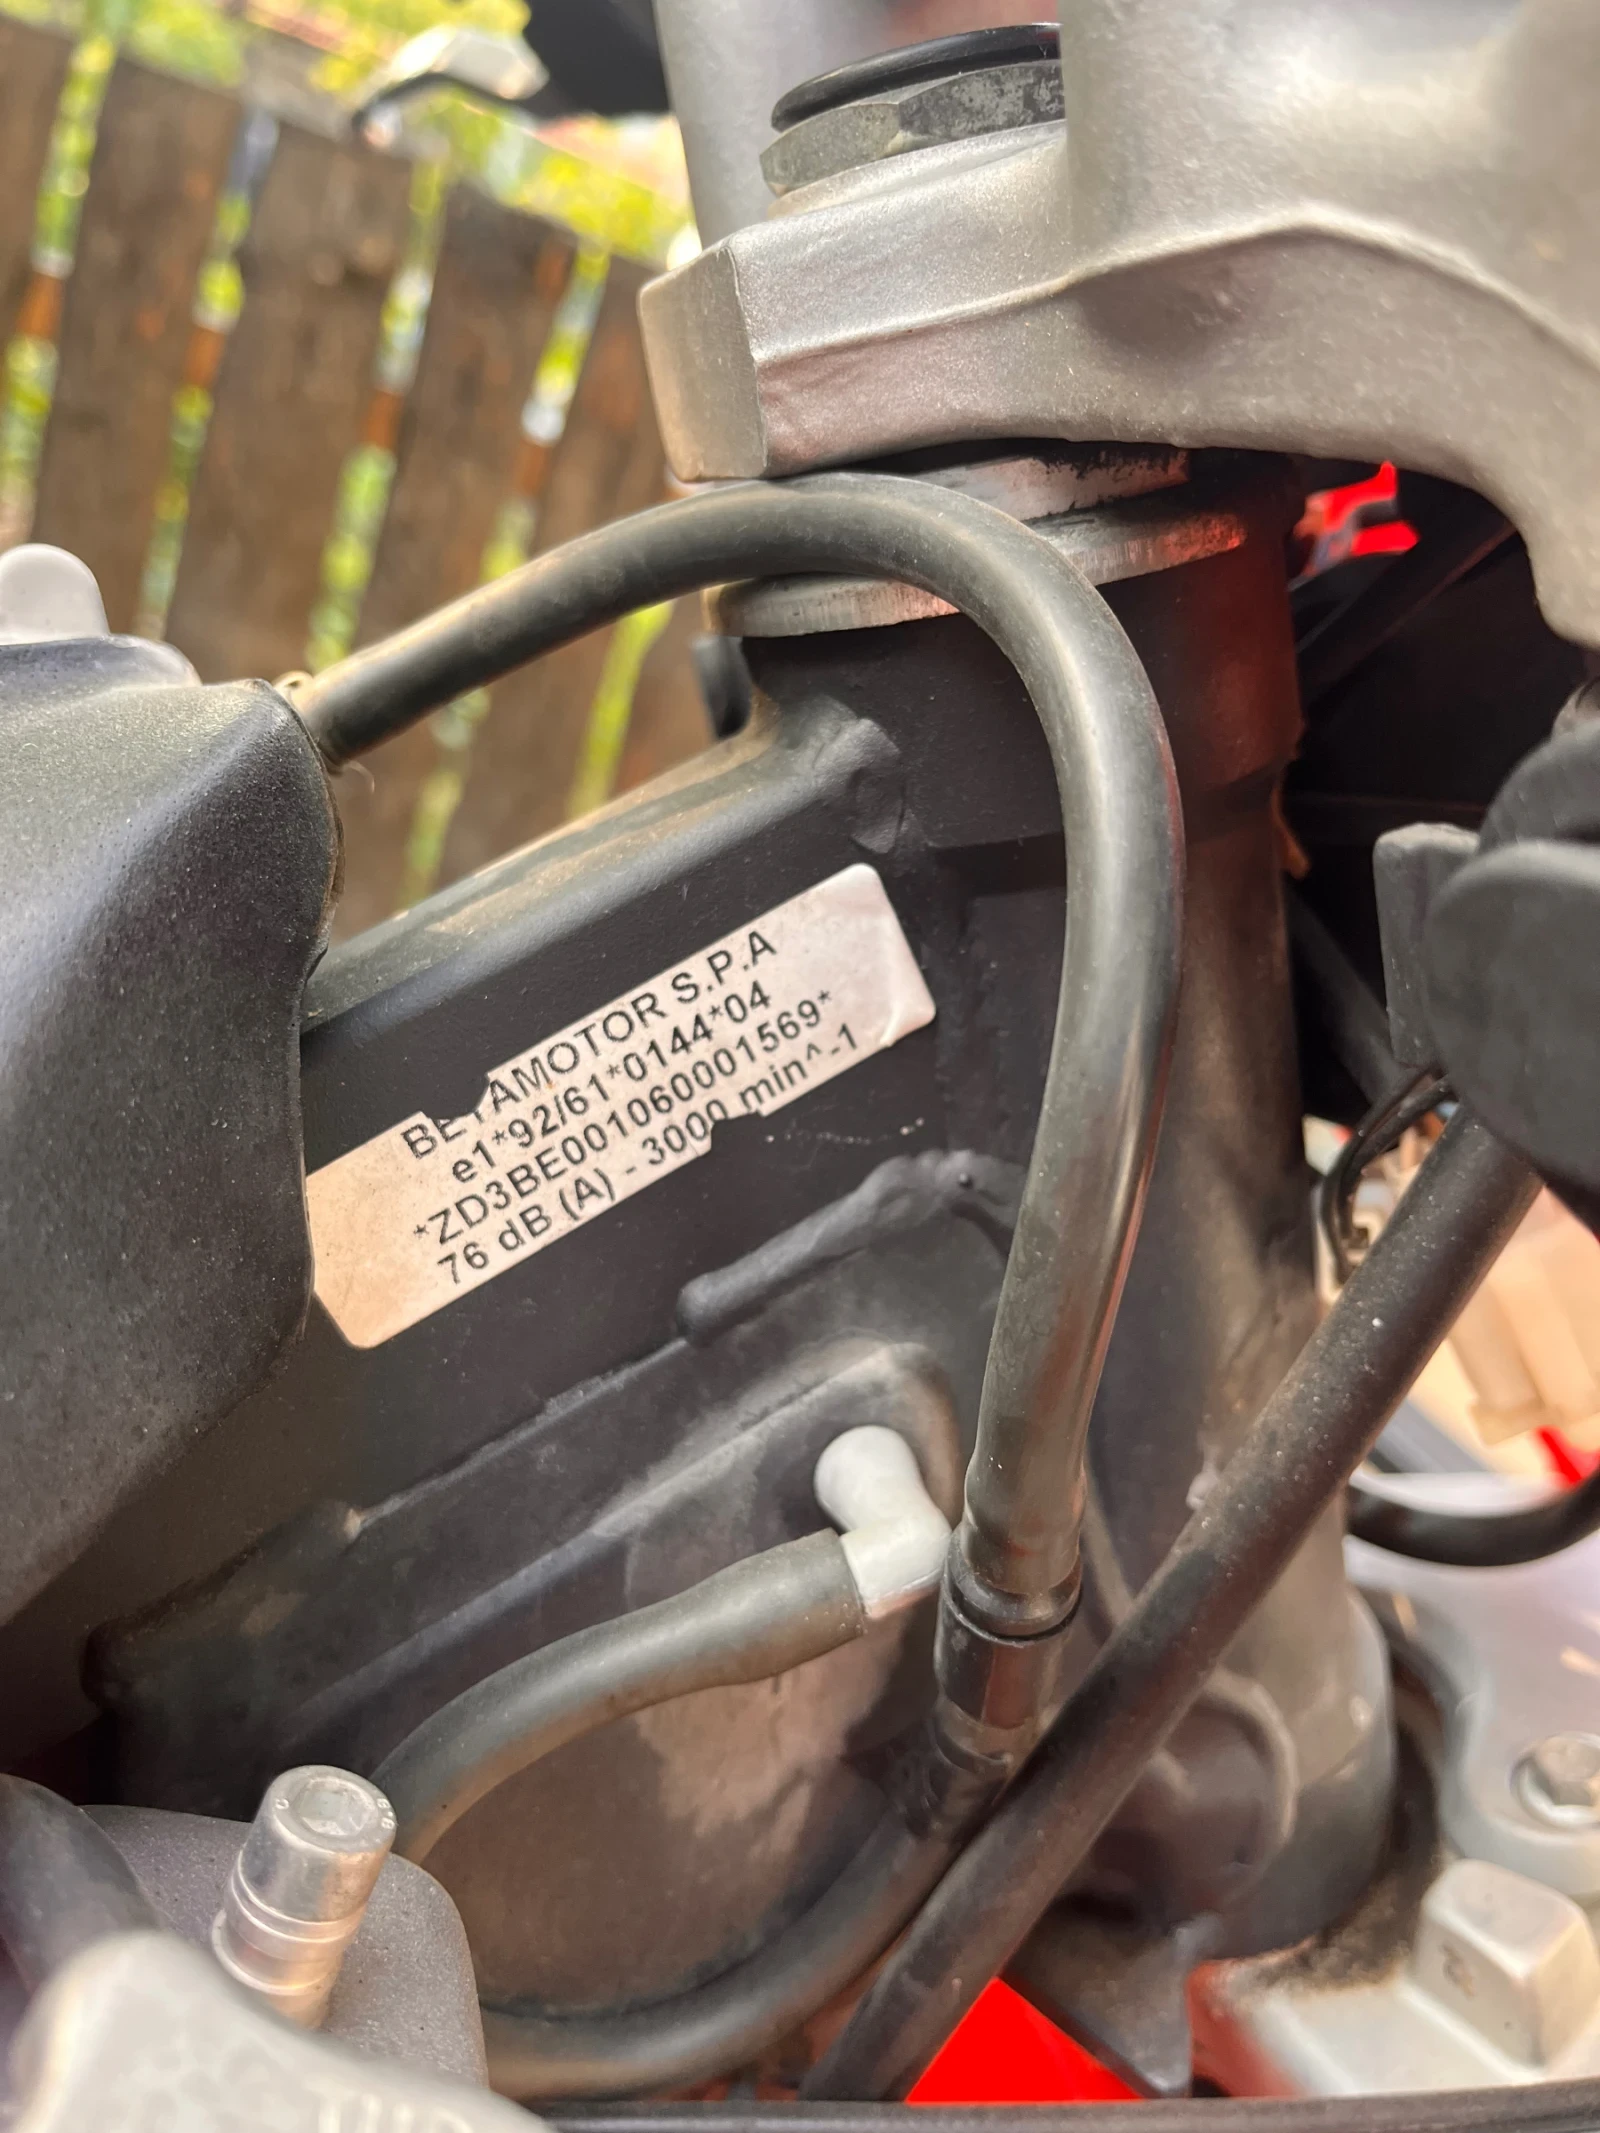 BETAMOTOR S.P.A
e1*92/61*0144*04
*ZD3BE001060001569*
76 dB (A) - 3000 min^-1